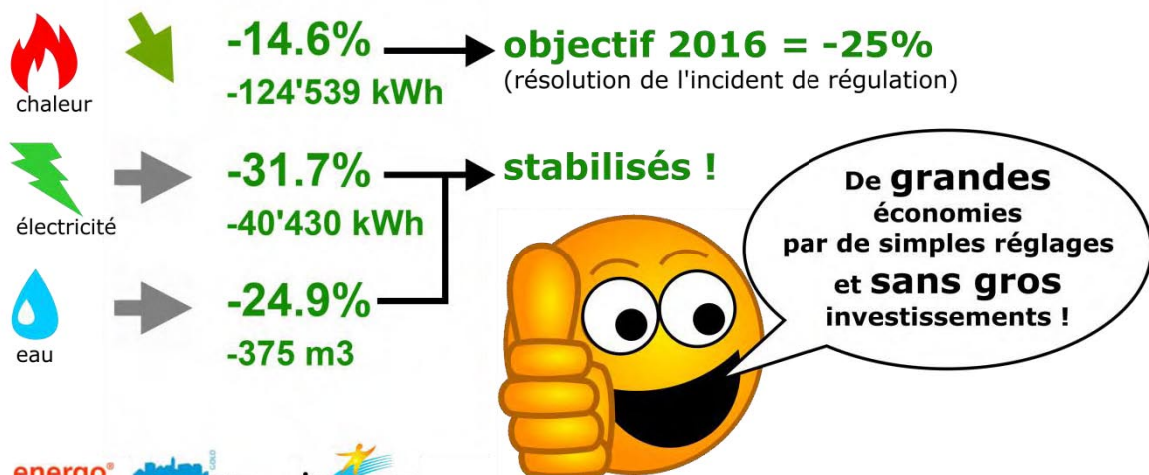 -14.6%
objectif 2016 = -25%
(résolution de l'incident de régulation)
-124'539 kWh
chaleur
-31.7%
stabilisés !
-40'430 kWh
électricité
De grandes
économies
par de simples réglages
et sans gros
investissements !
-24.9%
-375 m3
eau
energo®
GOLD